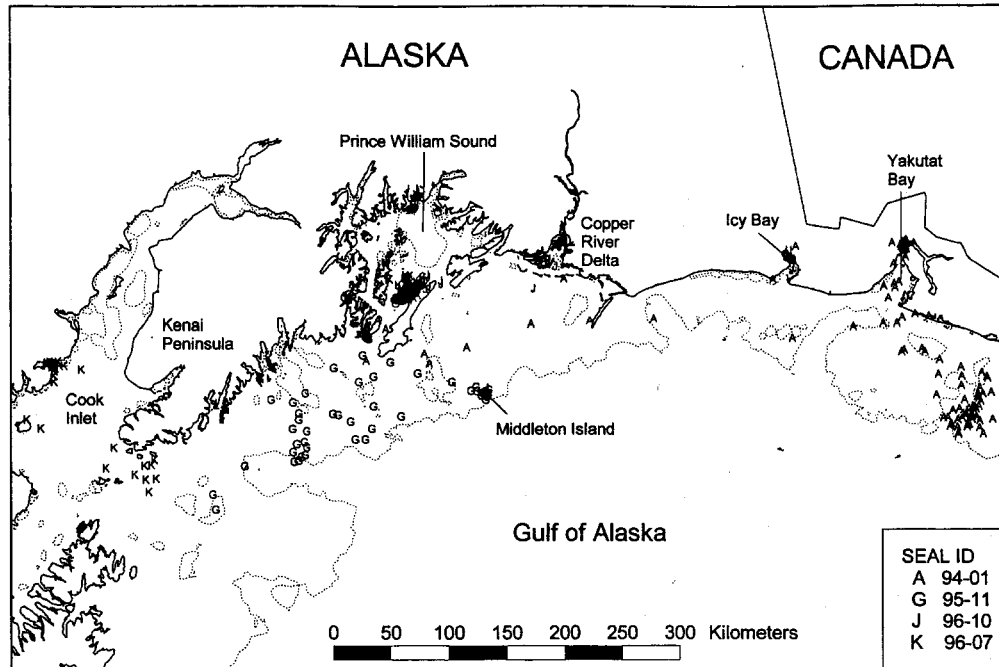 ALASKA
CANADA
Prince William Sound
Yakutat
Bay
Copper
River
Delta
Icy Bay
Kenai
Peninsula
Cook
Inlet
Middleton Island
Gulf of Alaska
SEAL ID
A 94-01
G 95-11
J 96-10
K 96-07
0 50 100 150 200 250 300 Kilometers